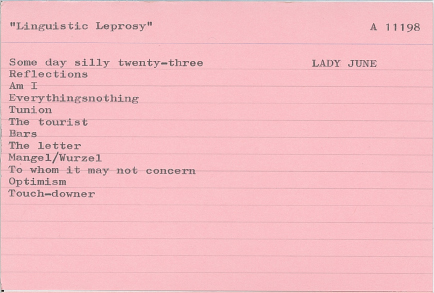 "Linguistic Leprosy" A 11198
Some day silly twenty-three LADY JUNE
Reflections
Am I
Everythingsnothing
Tunion
The tourist
Bars
The letter
Mangel/Wurzel
To whom it may not concern
Optimism
Touch-downer